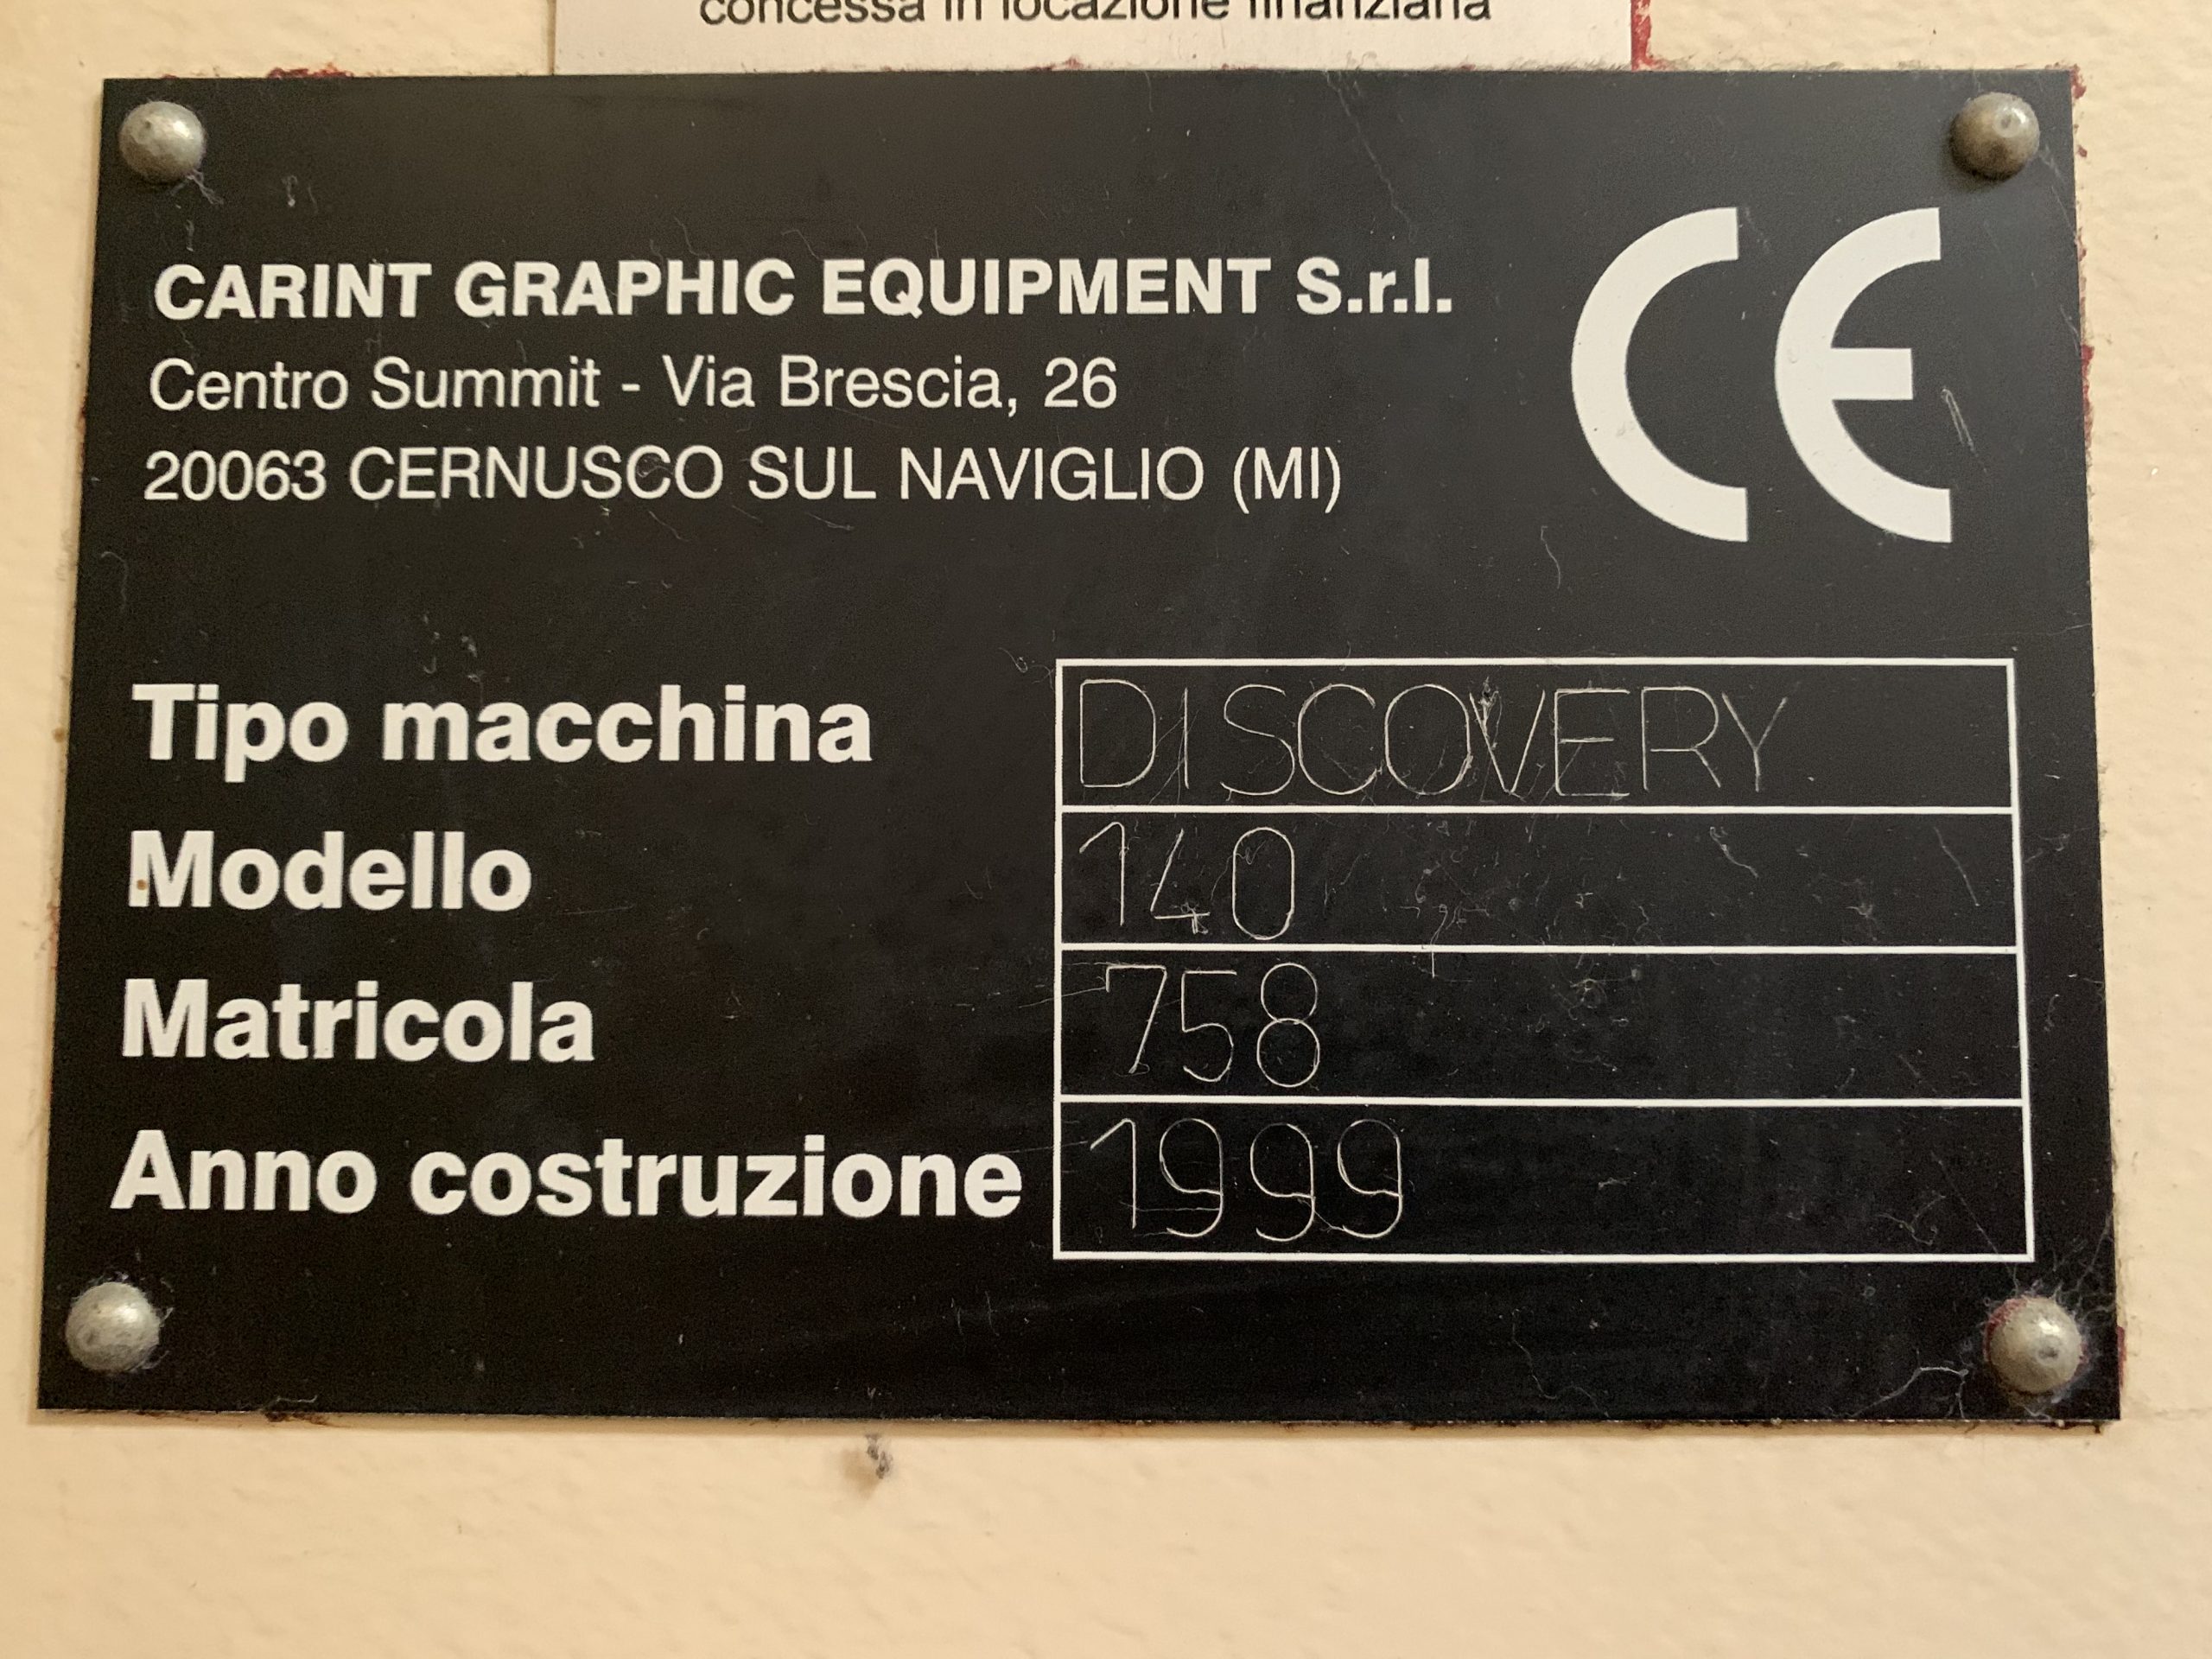 concessa in locazione finanziaria
CARINT GRAPHIC EQUIPMENT S.r.l.
Centro Summit - Via Brescia, 26
20063 CERNUSCO SUL NAVIGLIO (MI)
CE
Tipo macchina DISCOVERY
Modello 140
Matricola 758
Anno costruzione 1999